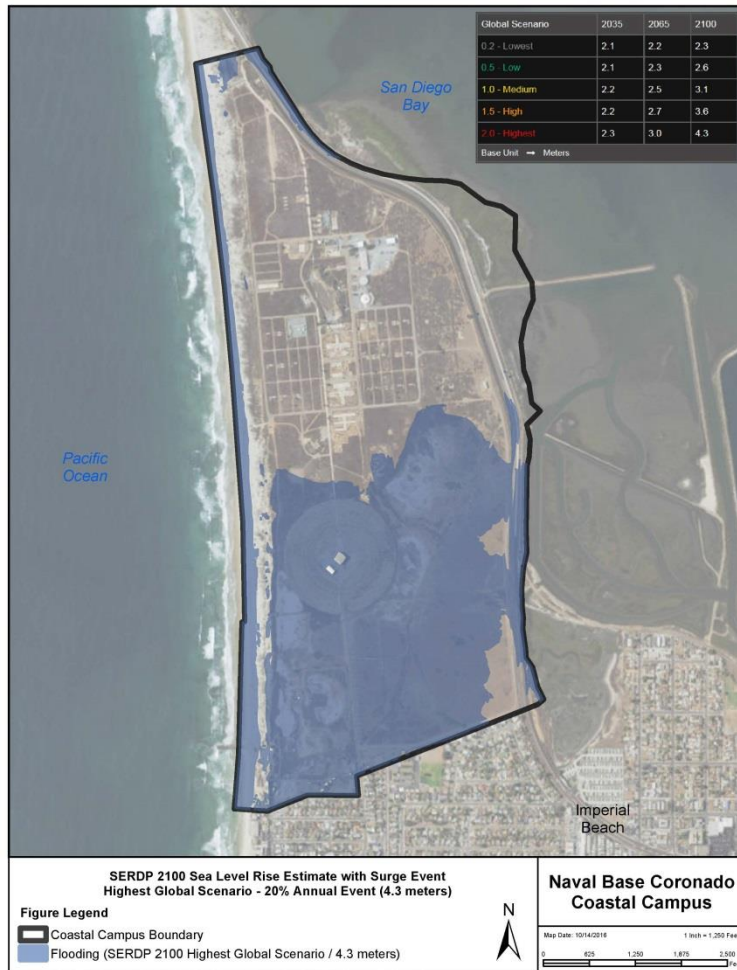 Global Scenario 2035 2065 2100
0.2 - Lowest 2.1 2.2 2.3
0.5 - Low 2.1 2.3 2.6
1.0 - Medium 2.2 2.5 3.1
1.5 - High 2.2 2.7 3.6
2.0 - Highest 2.3 3.0 4.3
Base Unit → Meters
San Diego
Bay
Pacific
Ocean
Imperial
Beach
SERDP 2100 Sea Level Rise Estimate with Surge Event
Highest Global Scenario - 20% Annual Event (4.3 meters)
Figure Legend
Coastal Campus Boundary
Flooding (SERDP 2100 Highest Global Scenario / 4.3 meters)
N
Naval Base Coronado
Coastal Campus
Map Date: 10/14/2016 1 Inch = 1,250 Fee
0 625 1,250 1,875 2,500
Fe